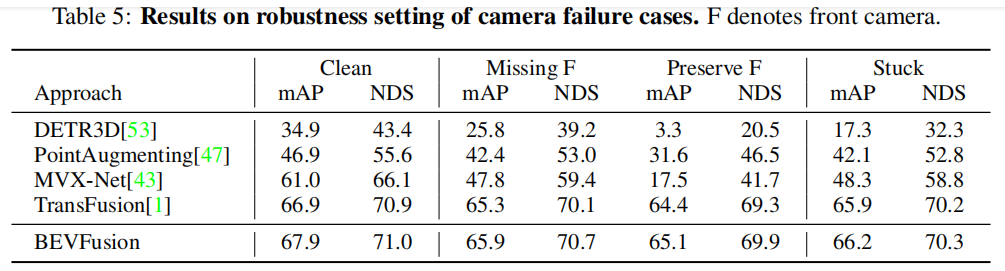 Table 5: Results on robustness setting of camera failure cases. F denotes front camera.
Clean Missing F Preserve F Stuck
Approach mAP NDS mAP NDS mAP NDS mAP NDS
DETR3D[53] 34.9 43.4 25.8 39.2 3.3 20.5 17.3 32.3
PointAugmenting[47] 46.9 55.6 42.4 53.0 31.6 46.5 42.1 52.8
MVX-Net[43] 61.0 66.1 47.8 59.4 17.5 41.7 48.3 58.8
TransFusion[1] 66.9 70.9 65.3 70.1 64.4 69.3 65.9 70.2
BEVFusion 67.9 71.0 65.9 70.7 65.1 69.9 66.2 70.3